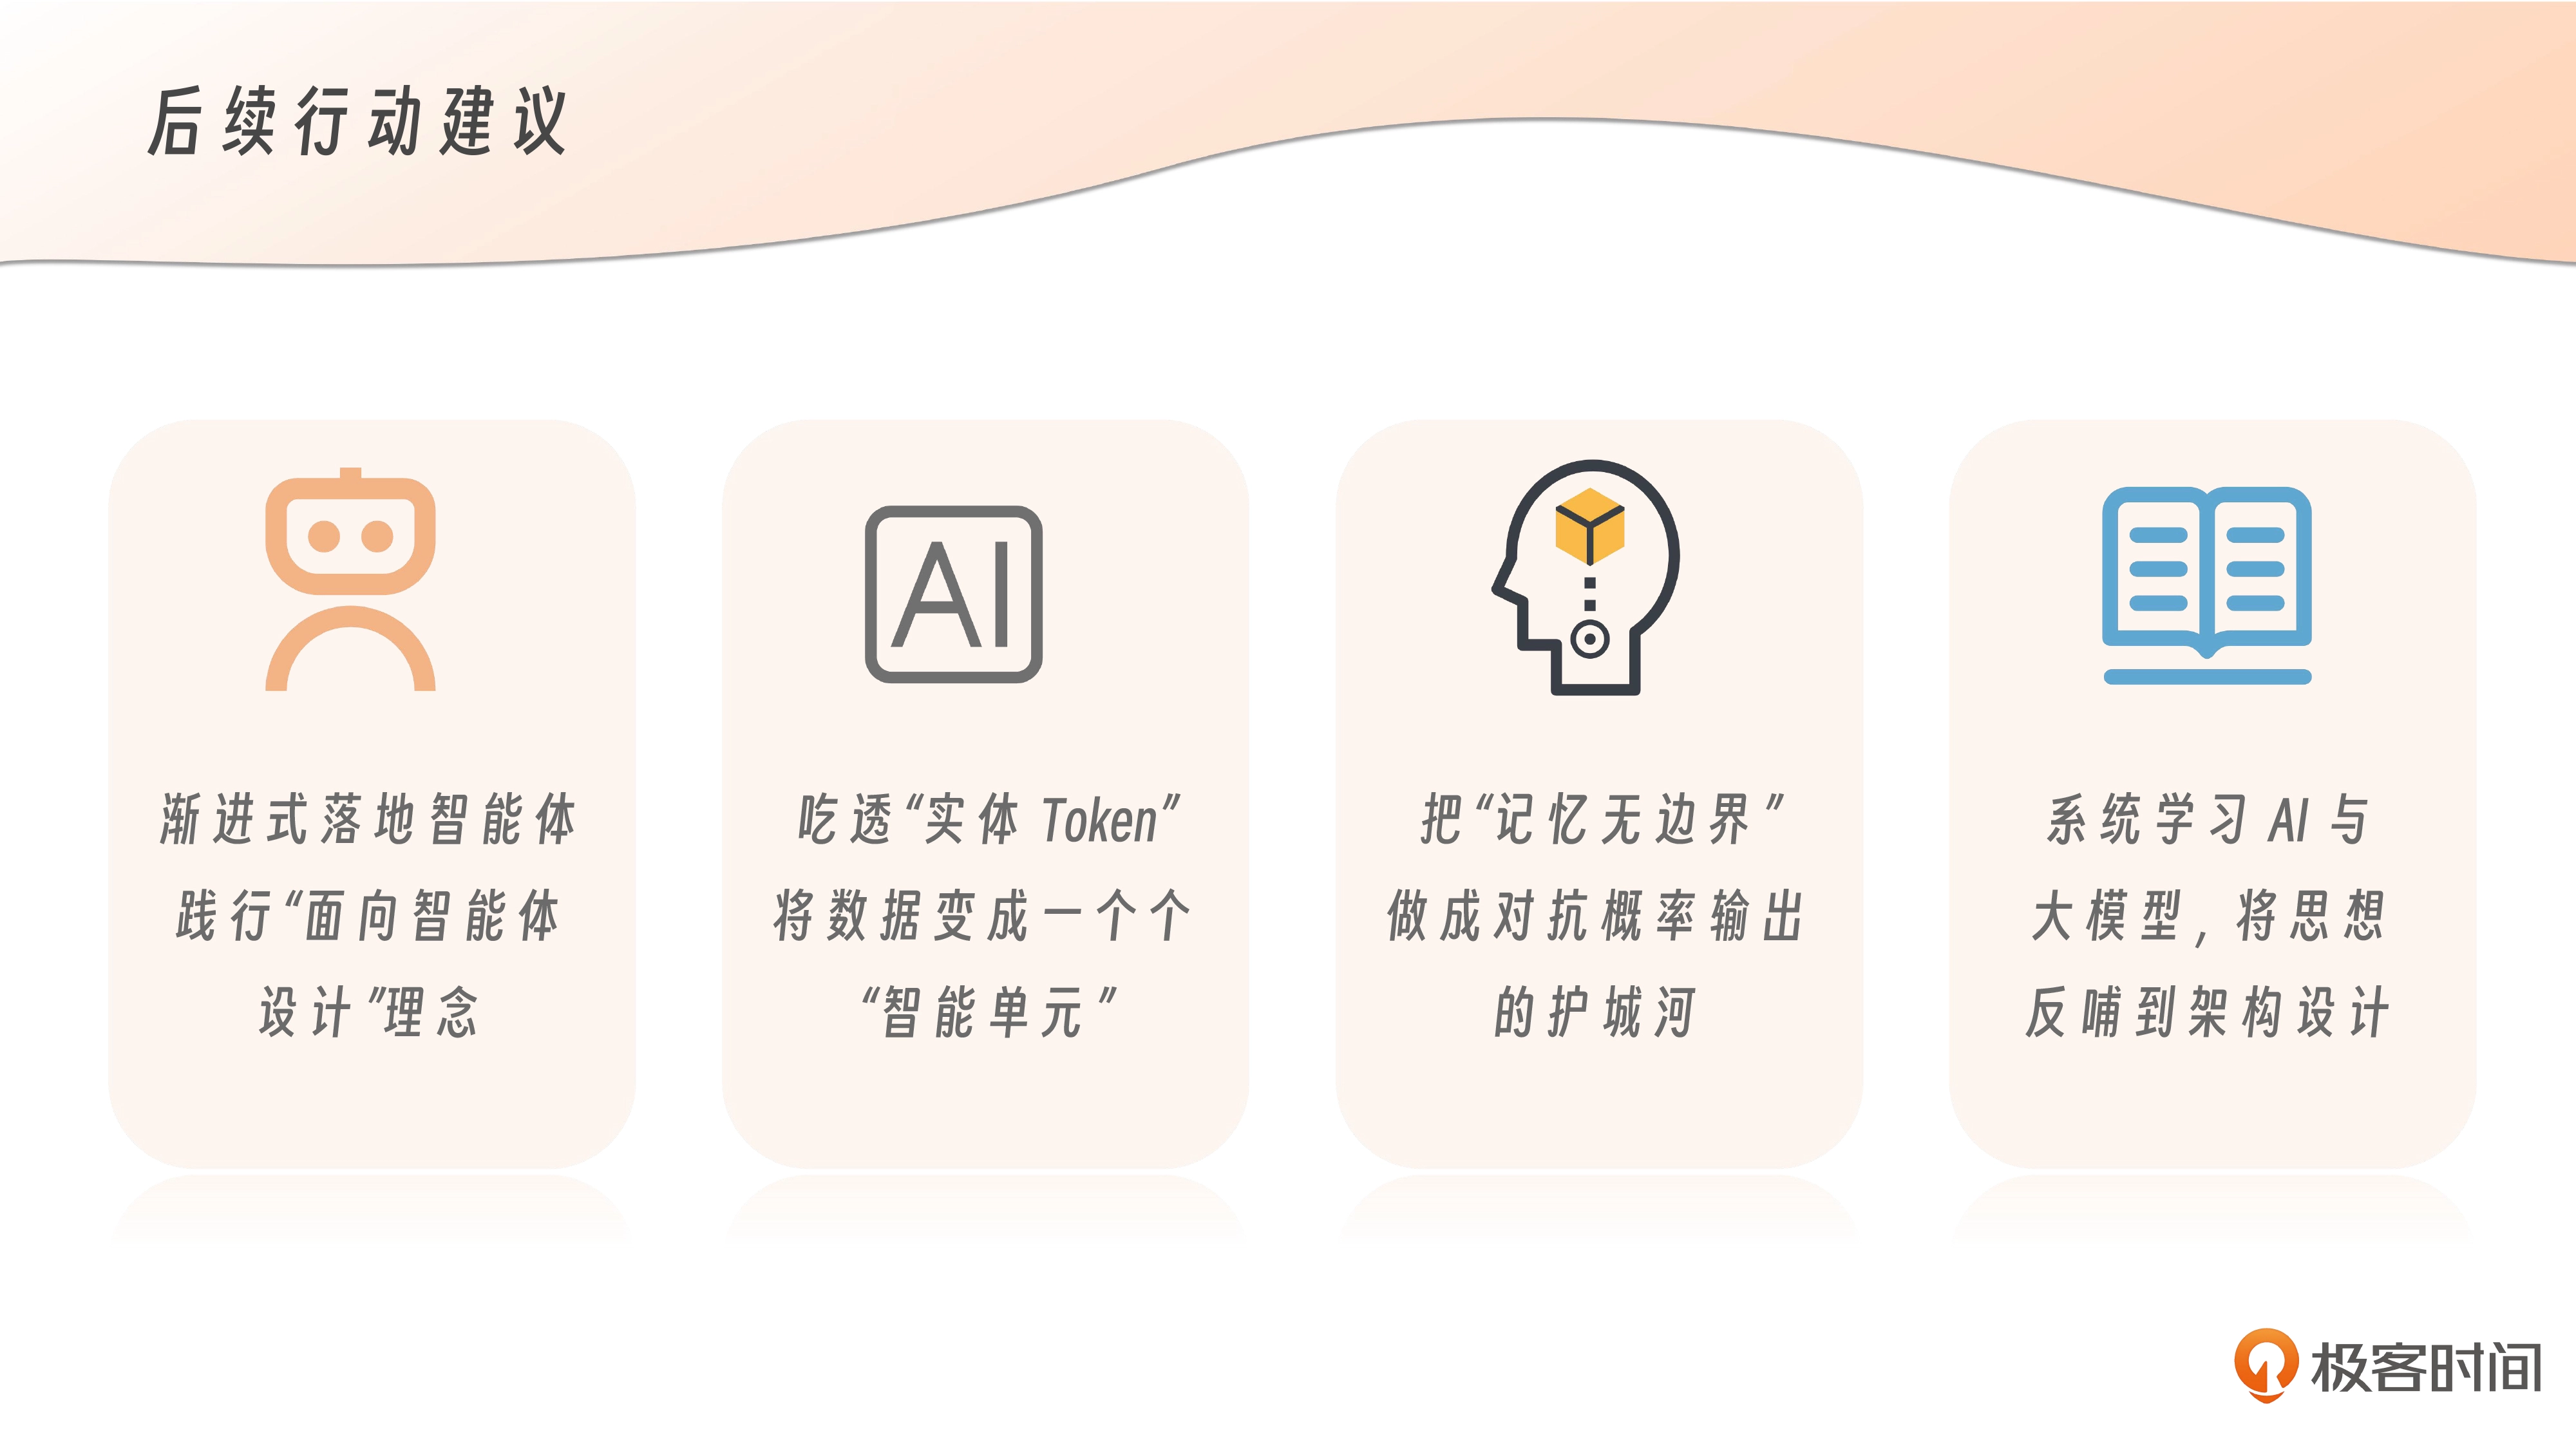 后续行动建议
AI
渐进式落地智能体
践行“面向智能体
设计”理念
吃透“实体 Token”
将数据变成一个个
“智能单元”
把“记忆无边界”
做成对抗概率输出
的护城河
系统学习 AI 与
大模型，将思想
反哺到架构设计
极客时间